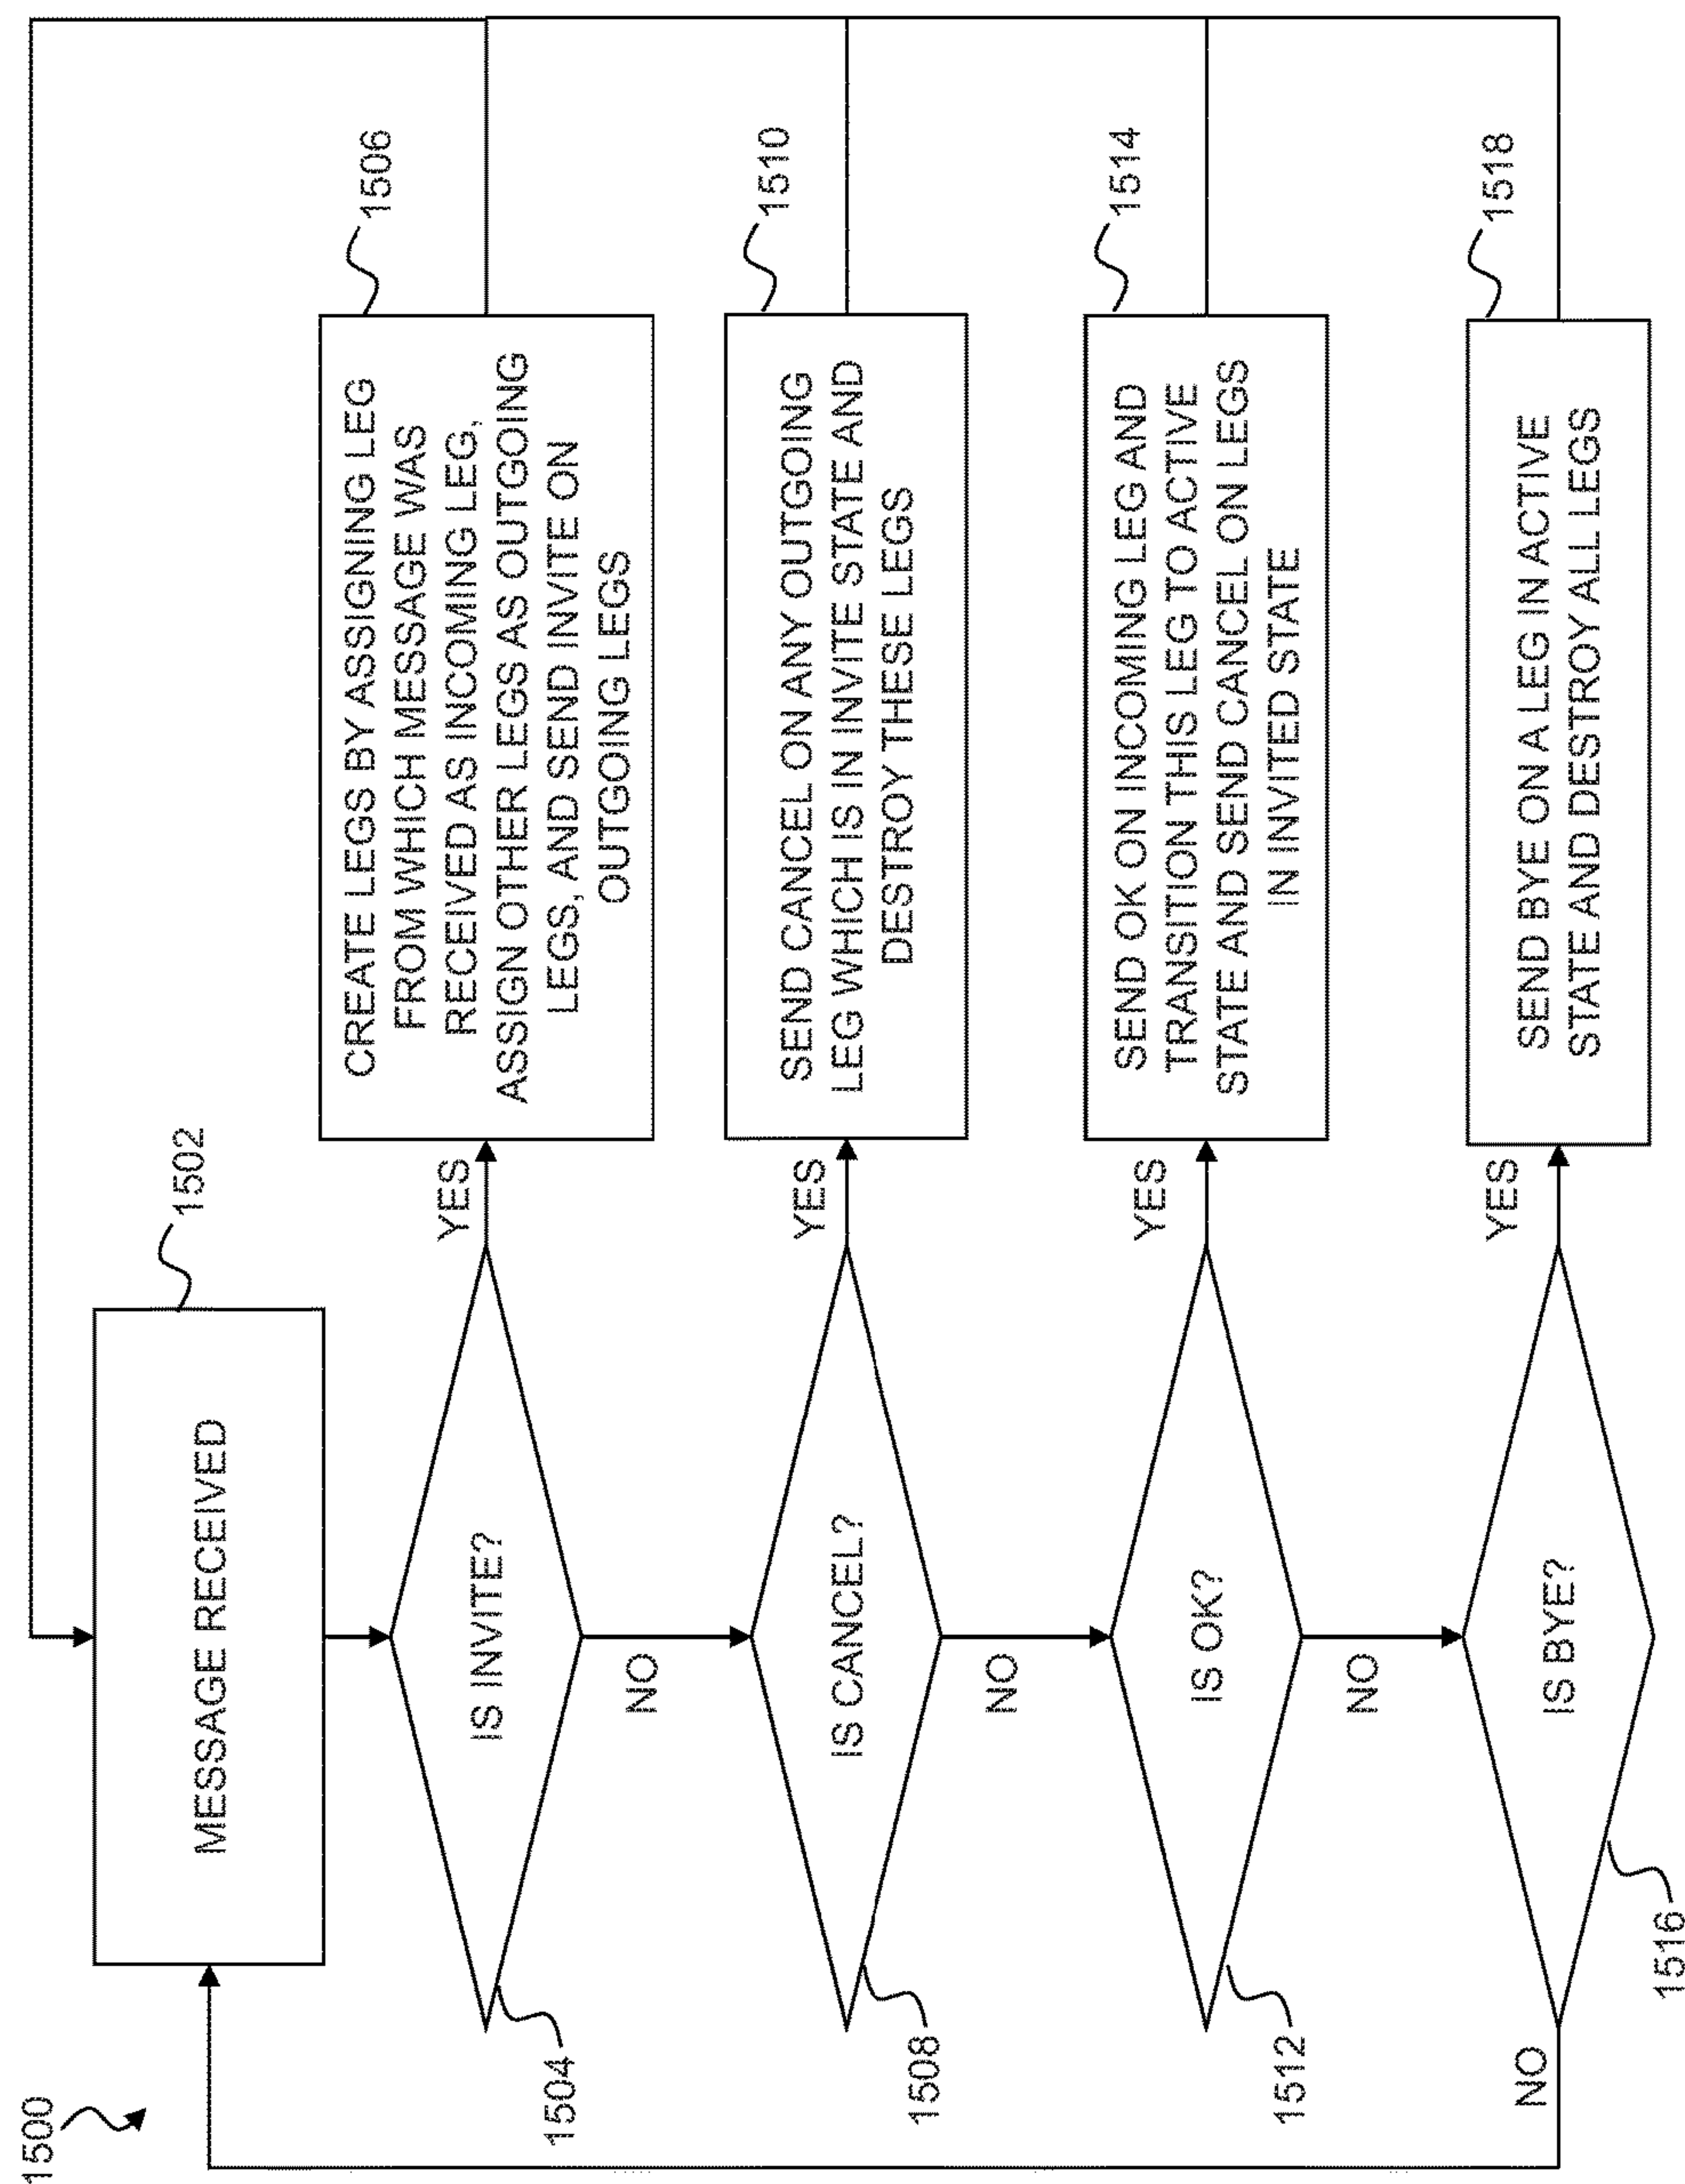 1500
MESSAGE RECEIVED
1502
IS INVITE?
1504
YES
CREATE LEGS BY ASSIGNING LEG
FROM WHICH MESSAGE WAS
RECEIVED AS INCOMING LEG,
ASSIGN OTHER LEGS AS OUTGOING
LEGS, AND SEND INVITE ON
OUTGOING LEGS
1506
NO
IS CANCEL?
1508
YES
SEND CANCEL ON ANY OUTGOING
LEG WHICH IS IN INVITE STATE AND
DESTROY THESE LEGS
1510
NO
IS OK?
1512
YES
SEND OK ON INCOMING LEG AND
TRANSITION THIS LEG TO ACTIVE
STATE AND SEND CANCEL ON LEGS
IN INVITED STATE
1514
NO
IS BYE?
1516
NO
YES
SEND BYE ON A LEG IN ACTIVE
STATE AND DESTROY ALL LEGS
1518